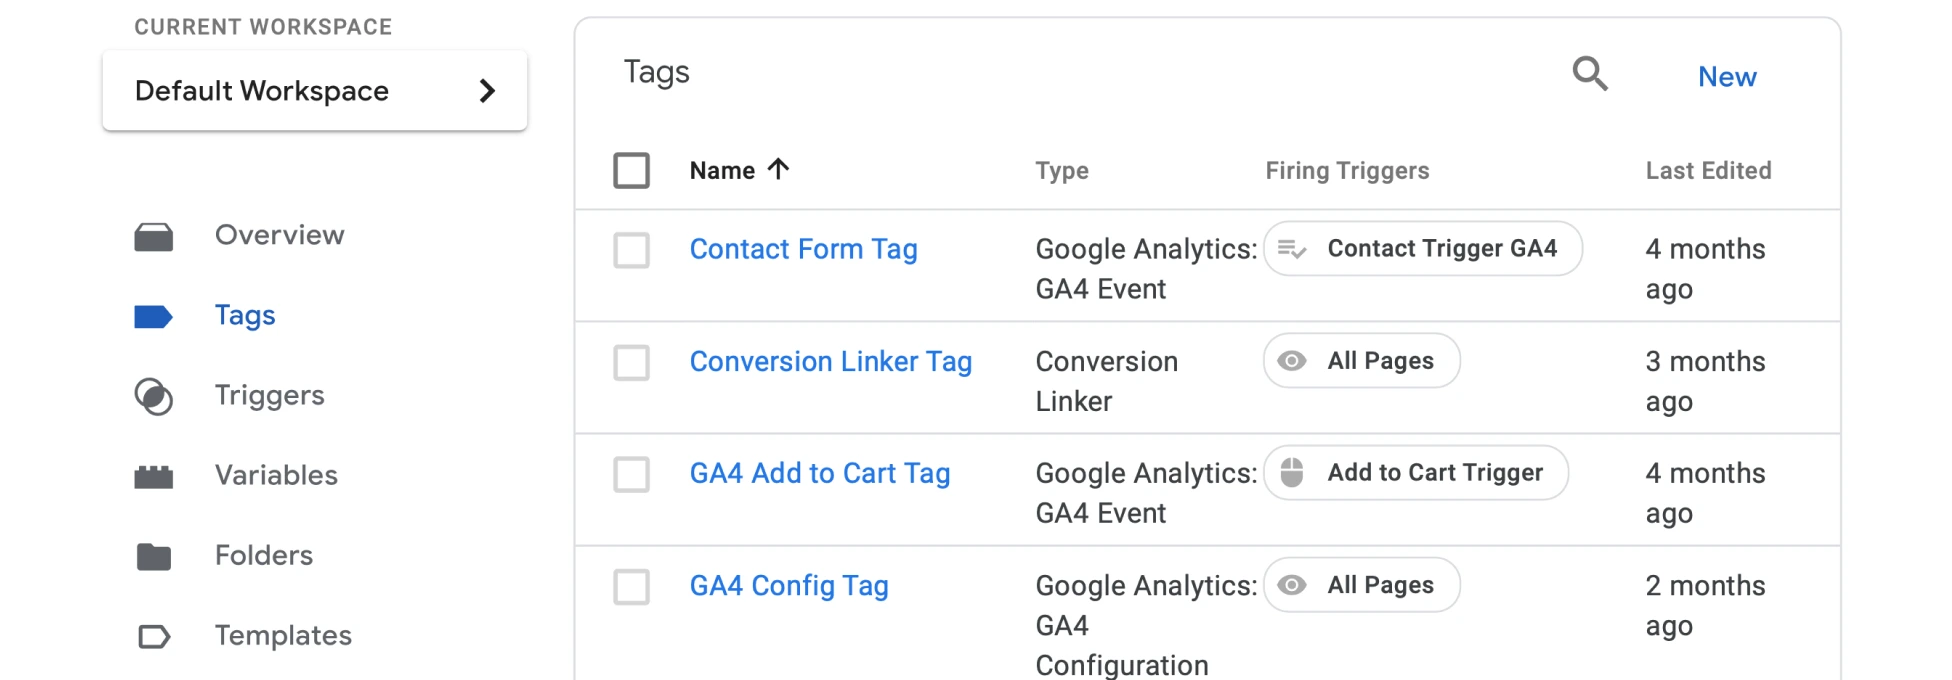 CURRENT WORKSPACE
Default Workspace
Overview
Tags
Triggers
Variables
Folders
Templates
Tags
New
Name Type Firing Triggers Last Edited
Contact Form Tag Google Analytics: Contact Trigger GA4 4 months
GA4 Event ago
Conversion Linker Tag Conversion All Pages 3 months
Linker ago
GA4 Add to Cart Tag Google Analytics: Add to Cart Trigger 4 months
GA4 Event ago
GA4 Config Tag Google Analytics: All Pages 2 months
GA4 ago
Configuration